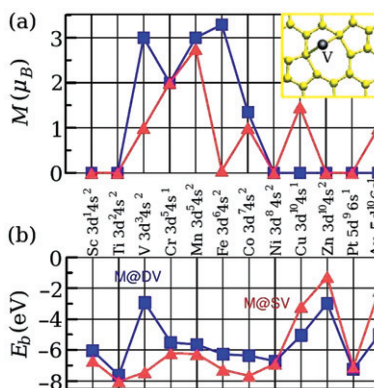 (a)
M (μB)
3
2
1
0
V
Sc 3d¹4s²
Ti 3d²4s²
V 3d³4s²
Cr 3d⁵4s¹
Mn 3d⁵4s²
Fe 3d⁶4s²
Co 3d⁷4s²
Ni 3d⁸4s²
Cu 3d¹⁰4s¹
Zn 3d¹⁰4s²
Pt 5d⁹6s¹
(b)
Eb (eV)
0
−2
−4
−6
−8
M@DV
M@SV